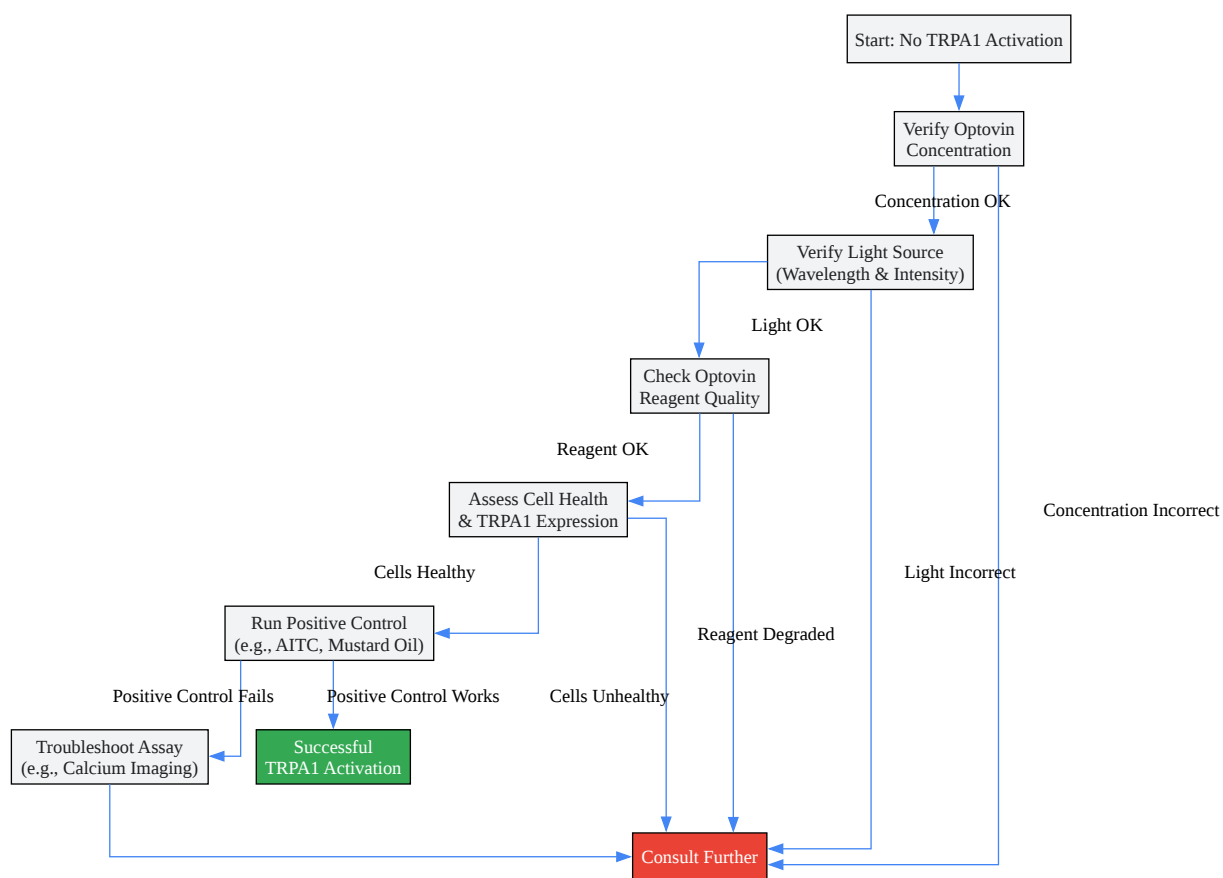 Start: No TRPA1 Activation
Verify Optovin
Concentration
Concentration OK
Verify Light Source
(Wavelength & Intensity)
Light OK
Check Optovin
Reagent Quality
Reagent OK
Assess Cell Health
& TRPA1 Expression
Concentration Incorrect
Cells Healthy
Light Incorrect
Run Positive Control
(e.g., AITC, Mustard Oil)
Reagent Degraded
Positive Control Fails
Positive Control Works
Cells Unhealthy
Troubleshoot Assay
(e.g., Calcium Imaging)
Successful
TRPA1 Activation
Consult Further